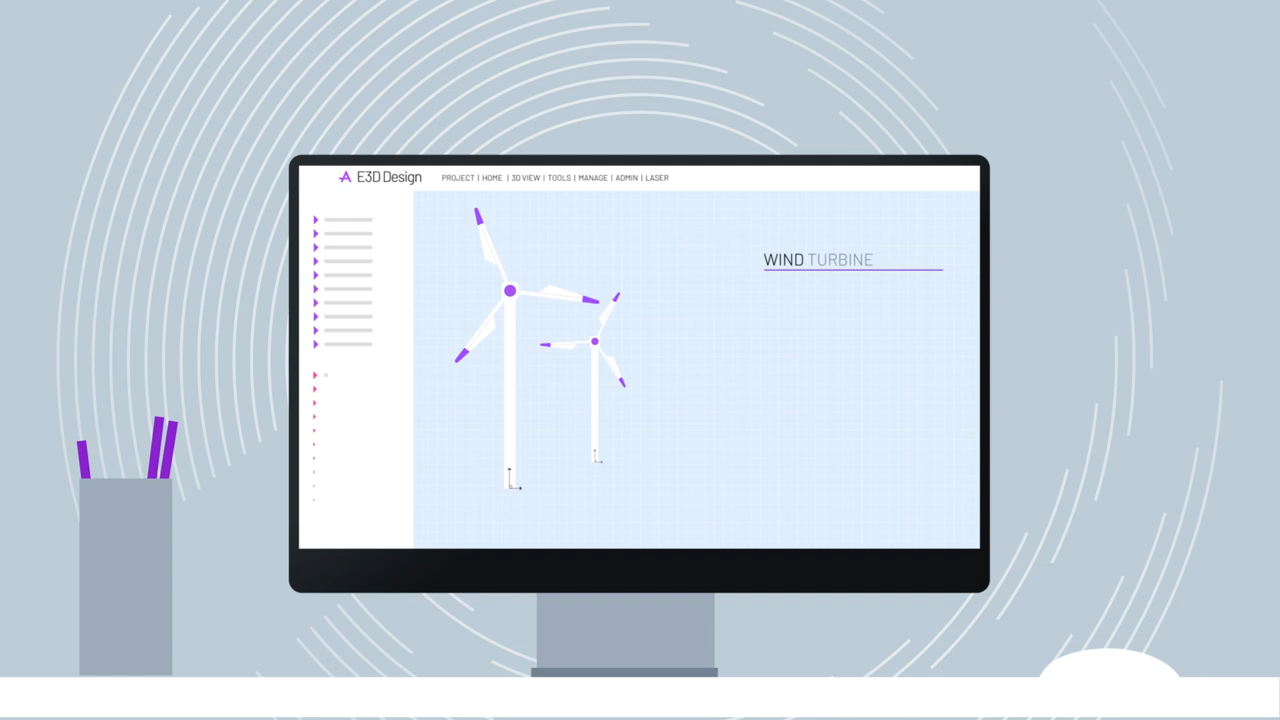 E3D Design
PROJECT | HOME | 3D VIEW | TOOLS | MANAGE | ADMIN | LASER
WIND TURBINE